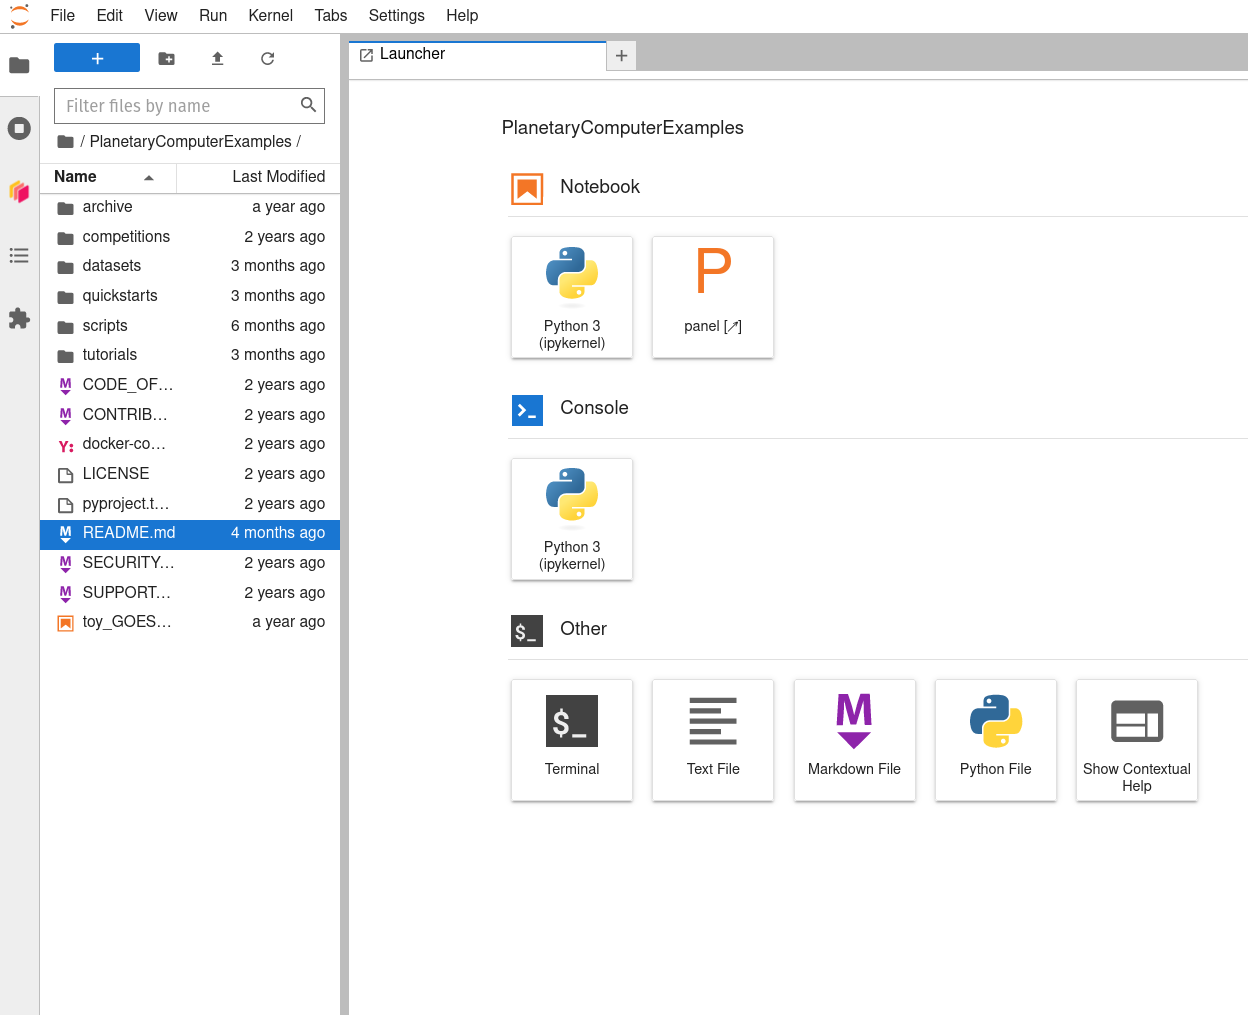 File Edit View Run Kernel Tabs Settings Help
Launcher
Filter files by name
/ PlanetaryComputerExamples /
Name Last Modified
archive a year ago
competitions 2 years ago
datasets 3 months ago
quickstarts 3 months ago
scripts 6 months ago
tutorials 3 months ago
CODE_OF... 2 years ago
CONTRIB... 2 years ago
docker-co... 2 years ago
LICENSE 2 years ago
pyproject.t... 2 years ago
README.md 4 months ago
SECURITY... 2 years ago
SUPPORT... 2 years ago
toy_GOES... a year ago
PlanetaryComputerExamples
Notebook
Python 3
(ipykernel)
P
panel [↗]
Console
Python 3
(ipykernel)
$_ Other
$_
Terminal
Text File
M
Markdown File
Python File
Show Contextual
Help